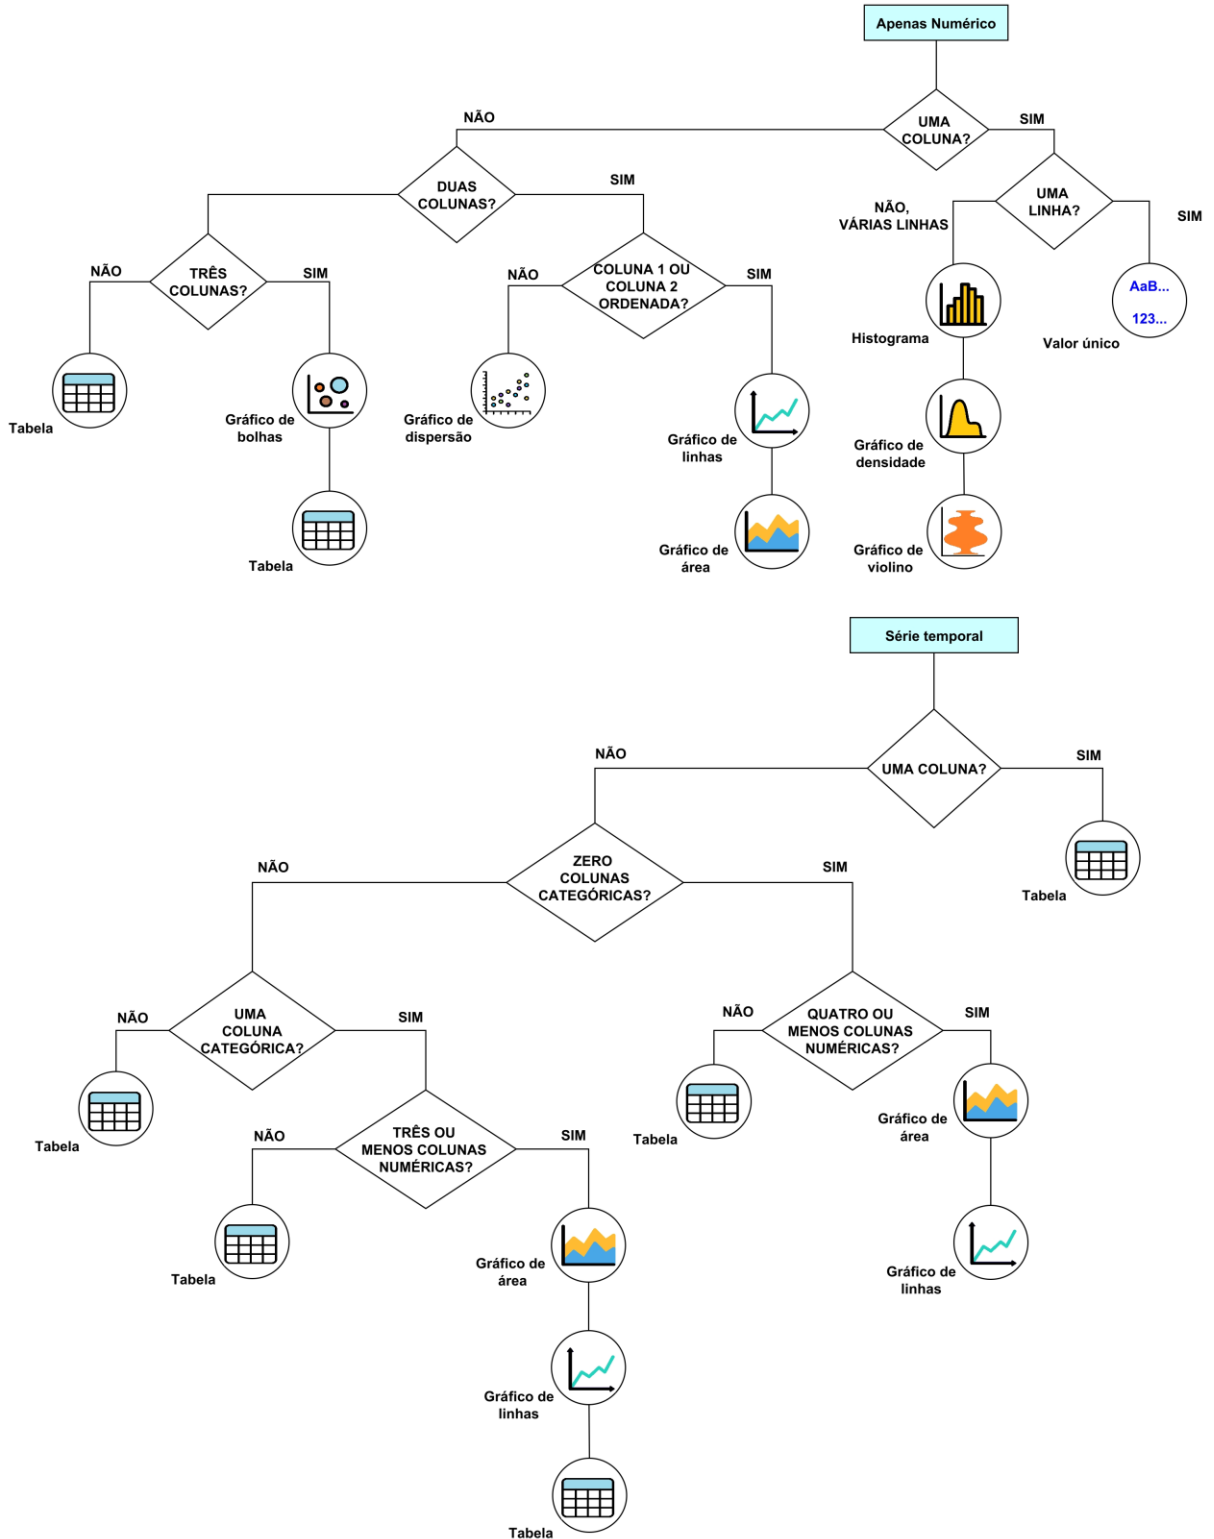 Apenas Numérico
NÃO
UMA
COLUNA?
SIM
DUAS
COLUNAS?
SIM
UMA
LINHA?
NÃO,
VÁRIAS LINHAS
SIM
NÃO
TRÊS
COLUNAS?
SIM
NÃO
COLUNA 1 OU
COLUNA 2
ORDENADA?
SIM
AaB...
123...
Histograma
Valor único
Tabela
Gráfico de
bolhas
Gráfico de
dispersão
Gráfico de
linhas
Gráfico de
densidade
Tabela
Gráfico de
área
Gráfico de
violino
Série temporal
NÃO
UMA COLUNA?
SIM
NÃO
ZERO
COLUNAS
CATEGÓRICAS?
SIM
Tabela
NÃO
UMA
COLUNA
CATEGÓRICA?
SIM
NÃO
QUATRO OU
MENOS COLUNAS
NUMÉRICAS?
SIM
Tabela
NÃO
TRÊS OU
MENOS COLUNAS
NUMÉRICAS?
SIM
Tabela
Gráfico de
área
Tabela
Gráfico de
área
Gráfico de
linhas
Gráfico de
linhas
Tabela